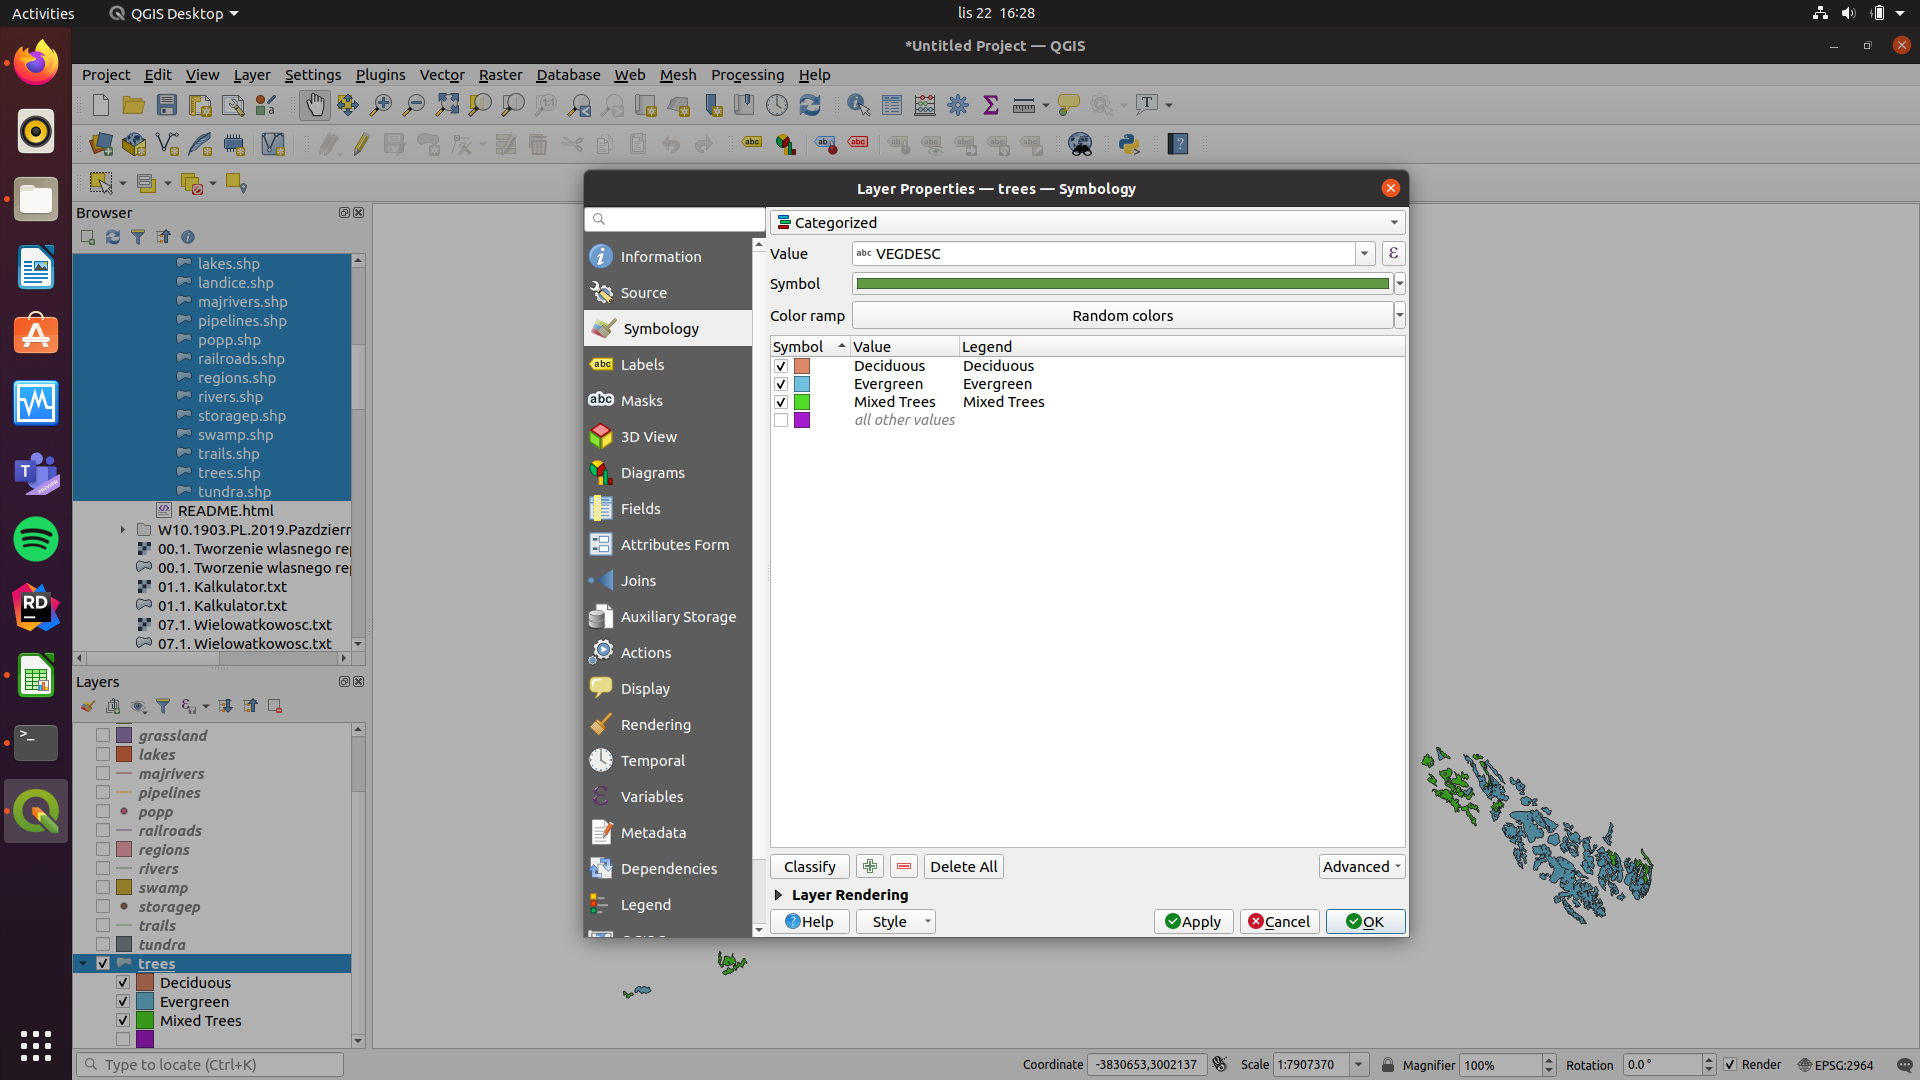 Activities
QGIS Desktop
lis 22 16:28
*Untitled Project — QGIS
Project Edit View Layer Settings Plugins Vector Raster Database Web Mesh Processing Help
Browser
lakes.shp
landice.shp
majrivers.shp
pipelines.shp
popp.shp
railroads.shp
regions.shp
rivers.shp
storagep.shp
swamp.shp
trails.shp
trees.shp
tundra.shp
README.html
W10.1903.PL.2019.Pazdzierr
00.1. Tworzenie wlasnego re
00.1. Tworzenie wlasnego re
01.1. Kalkulator.txt
01.1. Kalkulator.txt
07.1. Wielowatkowosc.txt
07.1. Wielowatkowosc.txt
Layers
grassland
lakes
majrivers
pipelines
popp
railroads
regions
rivers
swamp
storagep
trails
tundra
trees
Deciduous
Evergreen
Mixed Trees
Layer Properties — trees — Symbology
Information
Source
Symbology
abc Labels
abc Masks
3D View
Diagrams
Fields
Attributes Form
Joins
Auxiliary Storage
Actions
Display
Rendering
Temporal
Variables
Metadata
Dependencies
Legend
Categorized
Value abc VEGDESC ε
Symbol
Color ramp Random colors
Symbol Value Legend
Deciduous Deciduous
Evergreen Evergreen
Mixed Trees Mixed Trees
all other values
Classify Delete All Advanced
Layer Rendering
Help Style Apply Cancel OK
Type to locate (Ctrl+K)
Coordinate -3830653,3002137 Scale 1:7907370 Magnifier 100% Rotation 0.0 ° Render EPSG:2964